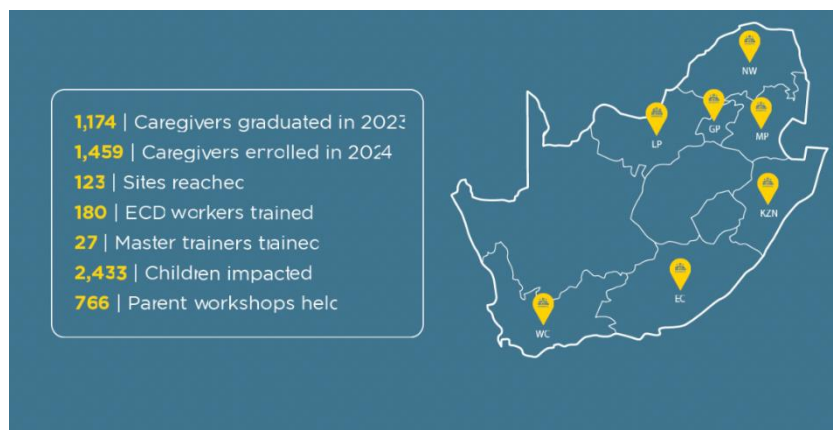 1,174 | Caregivers graduated in 2023
1,459 | Caregivers enrolled in 2024
123 | Sites reached
180 | ECD workers trained
27 | Master trainers trained
2,433 | Children impacted
766 | Parent workshops held
NW
LP
GP
MP
KZN
EC
WC